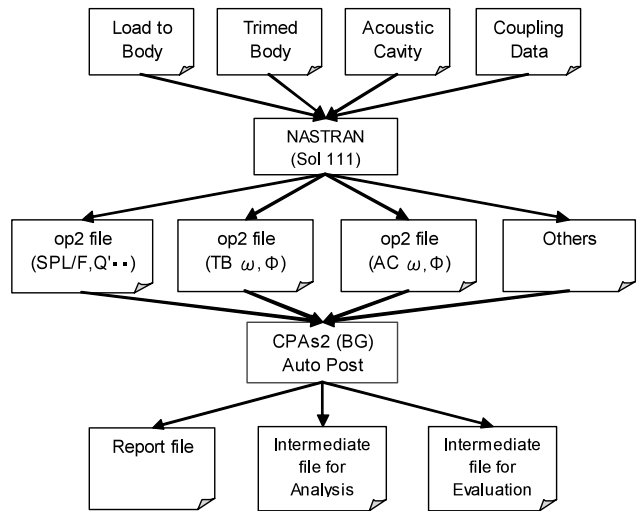 Load to
Body
Trimed
Body
Acoustic
Cavity
Coupling
Data
NASTRAN
(Sol 111)
op2 file
(SPL/F,Q'･･)
op2 file
(TB ω,Φ)
op2 file
(AC ω,Φ)
Others
CPAs2 (BG)
Auto Post
Report file
Intermediate
file for
Analysis
Intermediate
file for
Evaluation